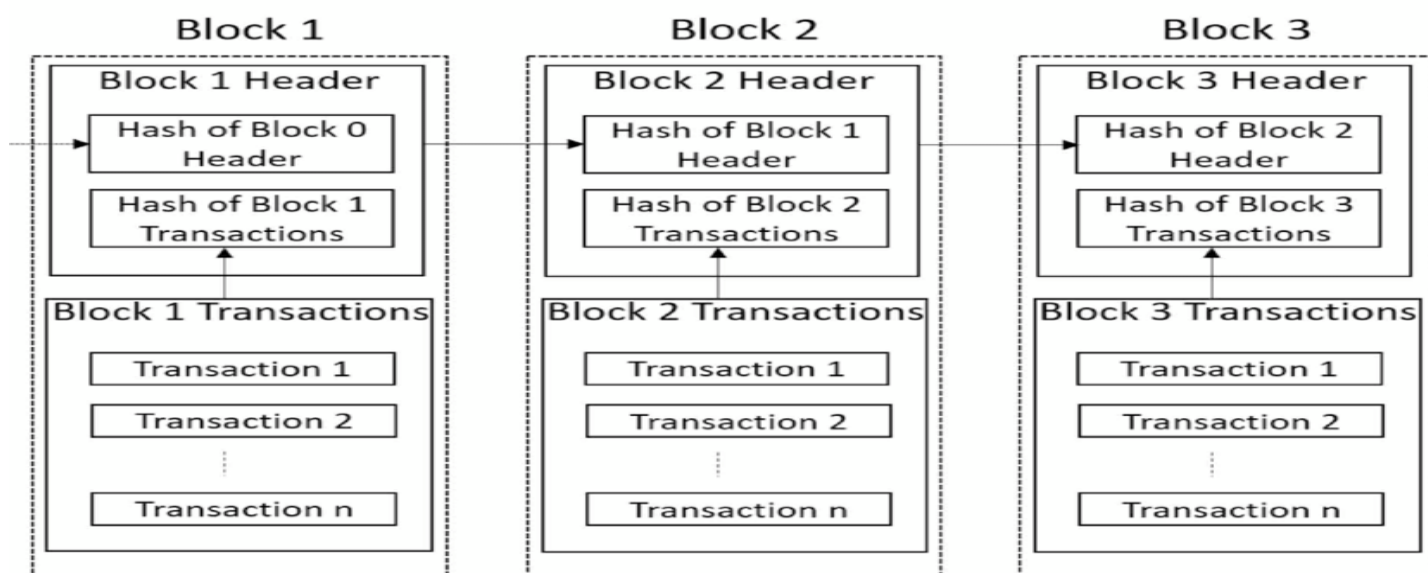 Block 1
Block 1 Header
Hash of Block 0
Header
Hash of Block 1
Transactions
Block 1 Transactions
Transaction 1
Transaction 2
Transaction n
Block 2
Block 2 Header
Hash of Block 1
Header
Hash of Block 2
Transactions
Block 2 Transactions
Transaction 1
Transaction 2
Transaction n
Block 3
Block 3 Header
Hash of Block 2
Header
Hash of Block 3
Transactions
Block 3 Transactions
Transaction 1
Transaction 2
Transaction n